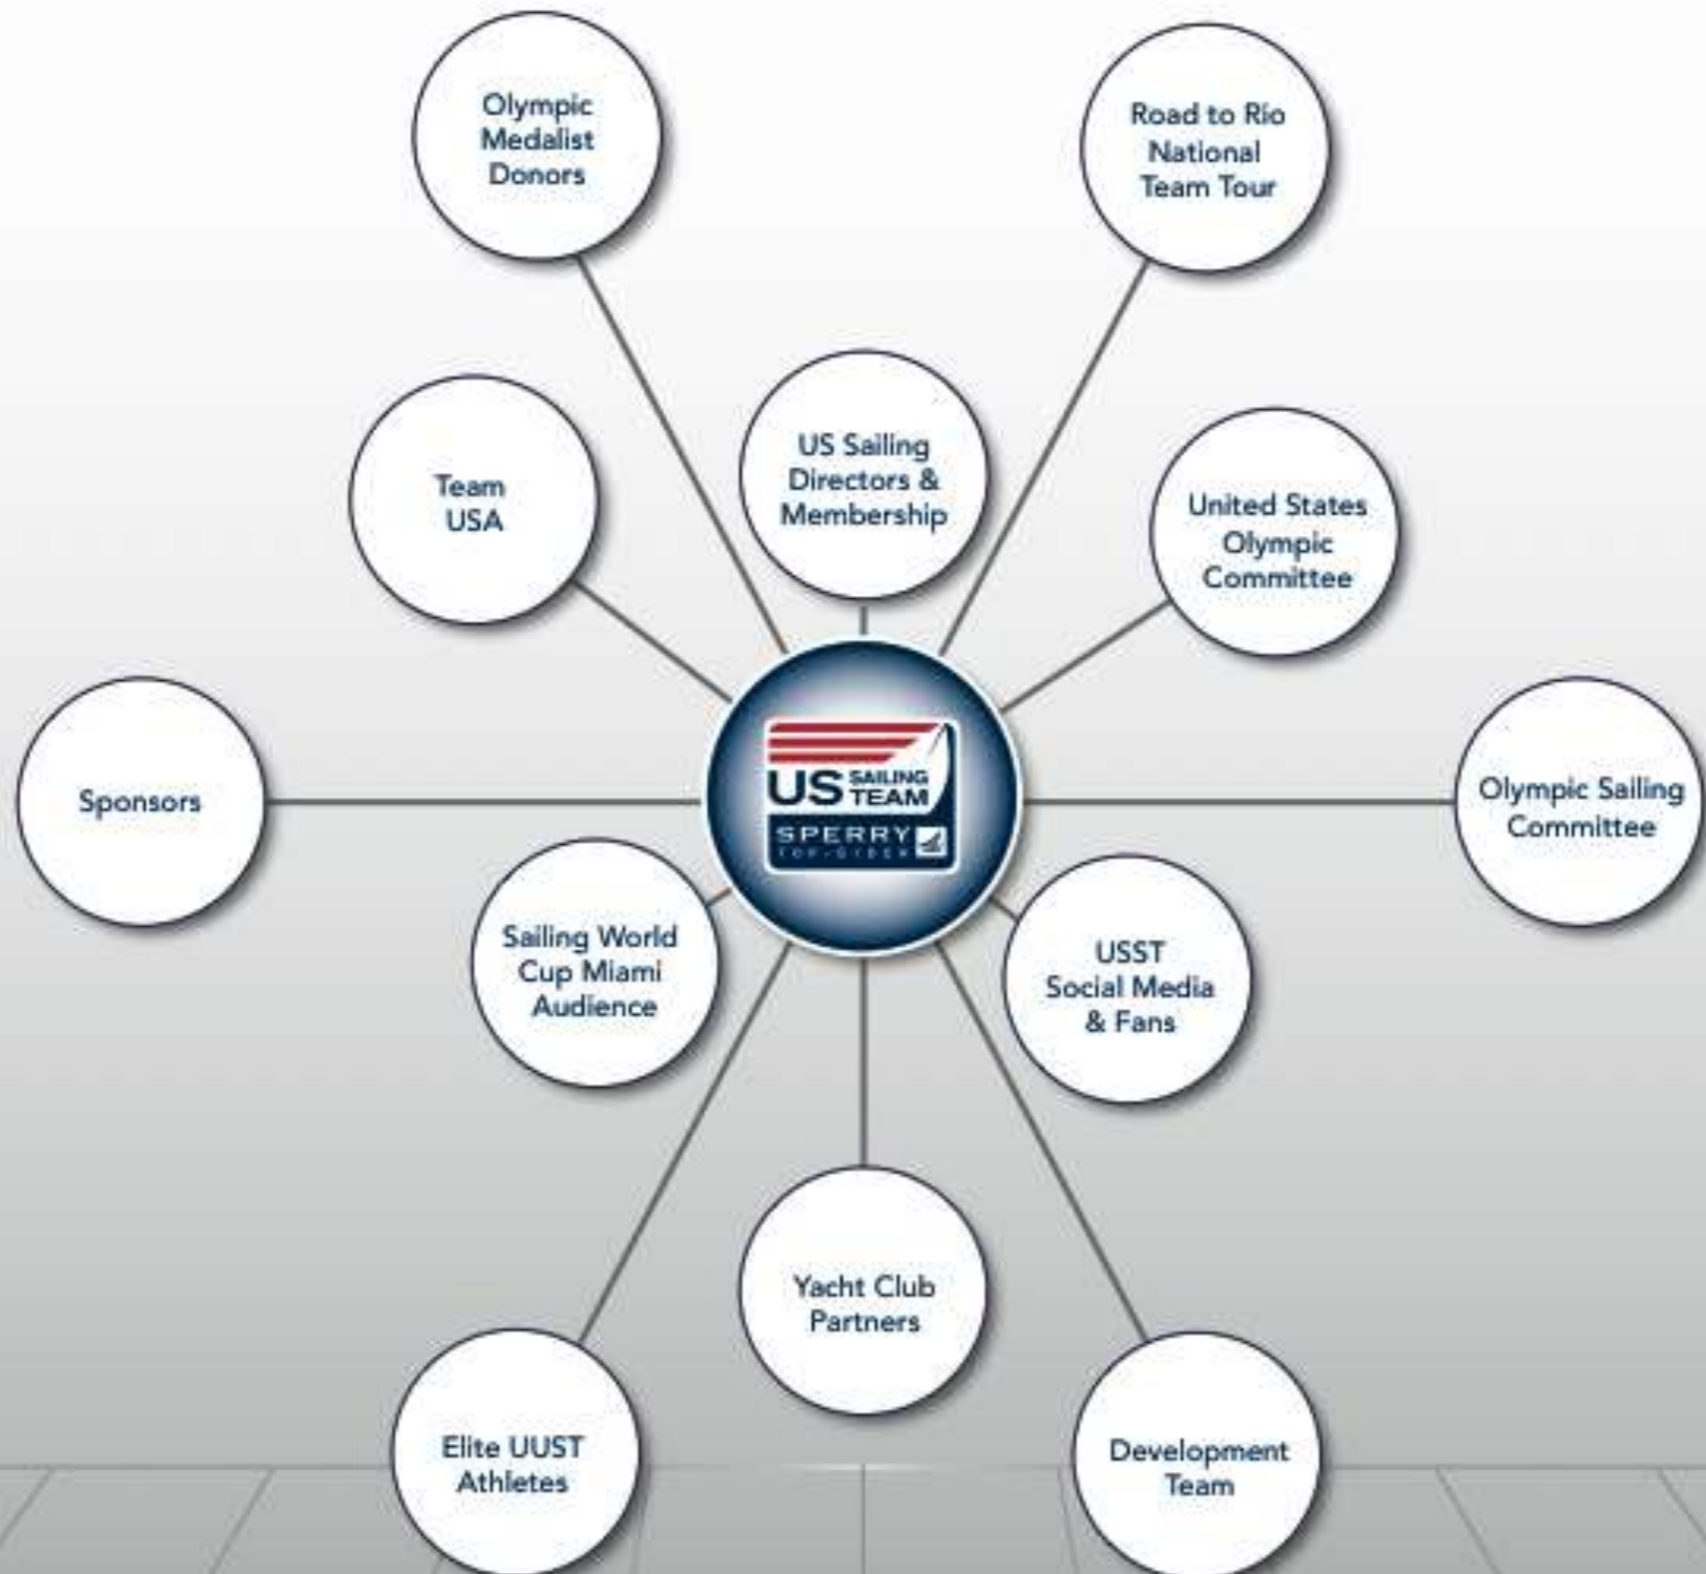 Olympic
Medalist
Donors
Road to Rio
National
Team Tour
US Sailing
Directors &
Membership
Team
USA
United States
Olympic
Committee
Sponsors
US SAILING
TEAM
SPERRY
TOP-SIDER
Olympic Sailing
Committee
Sailing World
Cup Miami
Audience
USST
Social Media
& Fans
Yacht Club
Partners
Elite UUST
Athletes
Development
Team